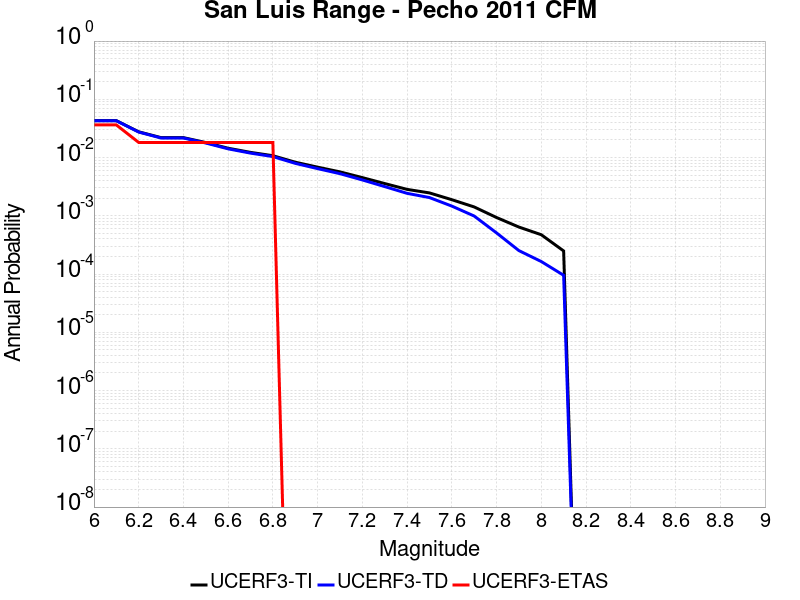 San Luis Range - Pecho 2011 CFM
10^0
10^-1
10^-2
10^-3
10^-4
10^-5
10^-6
10^-7
10^-8
Annual Probability
6 6.2 6.4 6.6 6.8 7 7.2 7.4 7.6 7.8 8 8.2 8.4 8.6 8.8 9
Magnitude
UCERF3-TI UCERF3-TD UCERF3-ETAS